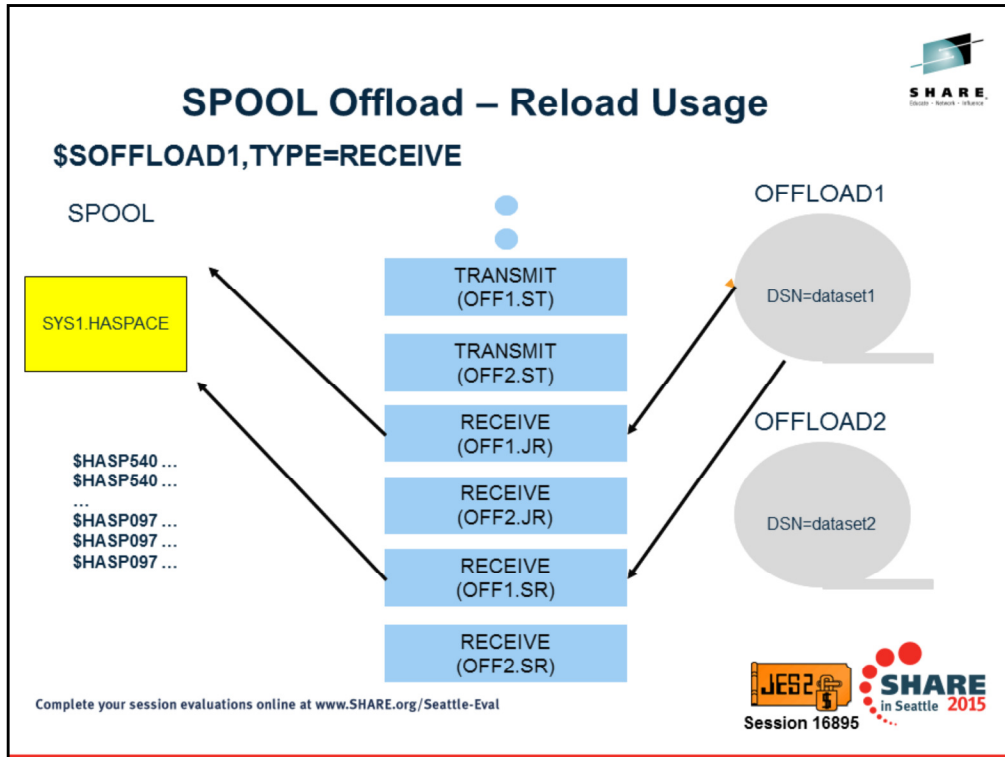 SPOOL Offload – Reload Usage
SHARE
Educate · Network · Influence
$SOFFLOAD1,TYPE=RECEIVE
SPOOL
SYS1.HASPACE
$HASP540 ...
$HASP540 ...
...
$HASP097 ...
$HASP097 ...
$HASP097 ...
TRANSMIT
(OFF1.ST)
TRANSMIT
(OFF2.ST)
RECEIVE
(OFF1.JR)
RECEIVE
(OFF2.JR)
RECEIVE
(OFF1.SR)
RECEIVE
(OFF2.SR)
OFFLOAD1
DSN=dataset1
OFFLOAD2
DSN=dataset2
Complete your session evaluations online at www.SHARE.org/Seattle-Eval
JES2
$
Session 16895
SHARE
in Seattle 2015